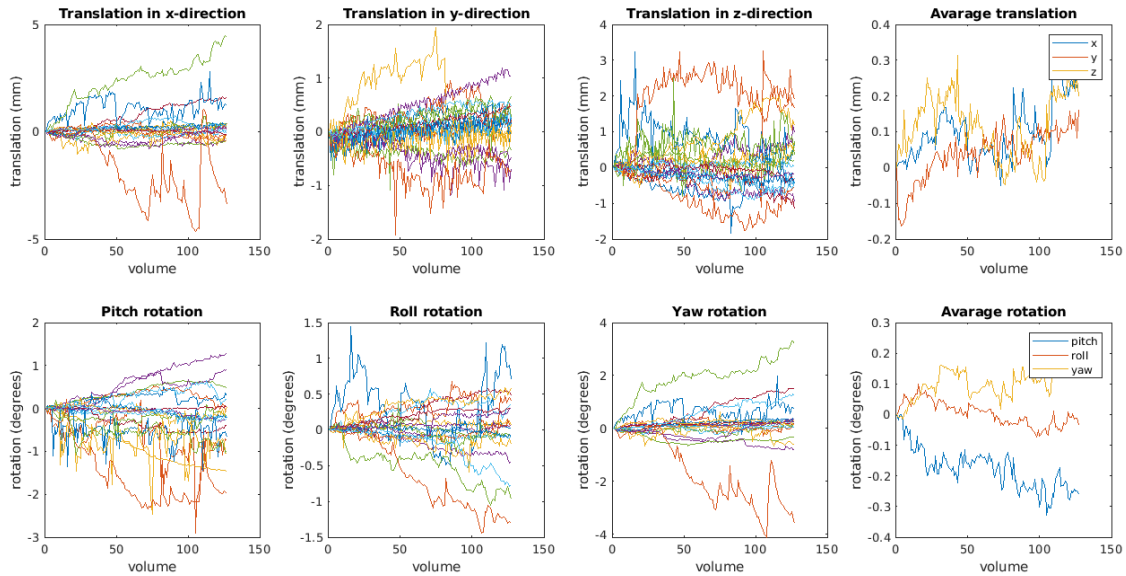 Translation in x-direction
5
0
-5
translation (mm)
0
50
100
150
volume
Translation in y-direction
2
1
0
-1
-2
translation (mm)
0
50
100
150
volume
Translation in z-direction
4
3
2
1
0
-1
-2
translation (mm)
0
50
100
150
volume
Avarage translation
0.4
0.3
0.2
0.1
0
-0.1
-0.2
translation (mm)
x
y
z
0
50
100
150
volume
Pitch rotation
2
1
0
-1
-2
-3
rotation (degrees)
0
50
100
150
volume
Roll rotation
1.5
1
0.5
0
-0.5
-1
-1.5
rotation (degrees)
0
50
100
150
volume
Yaw rotation
4
2
0
-2
-4
rotation (degrees)
0
50
100
150
volume
Avarage rotation
0.3
0.2
0.1
0
-0.1
-0.2
-0.3
-0.4
rotation (degrees)
pitch
roll
yaw
0
50
100
150
volume